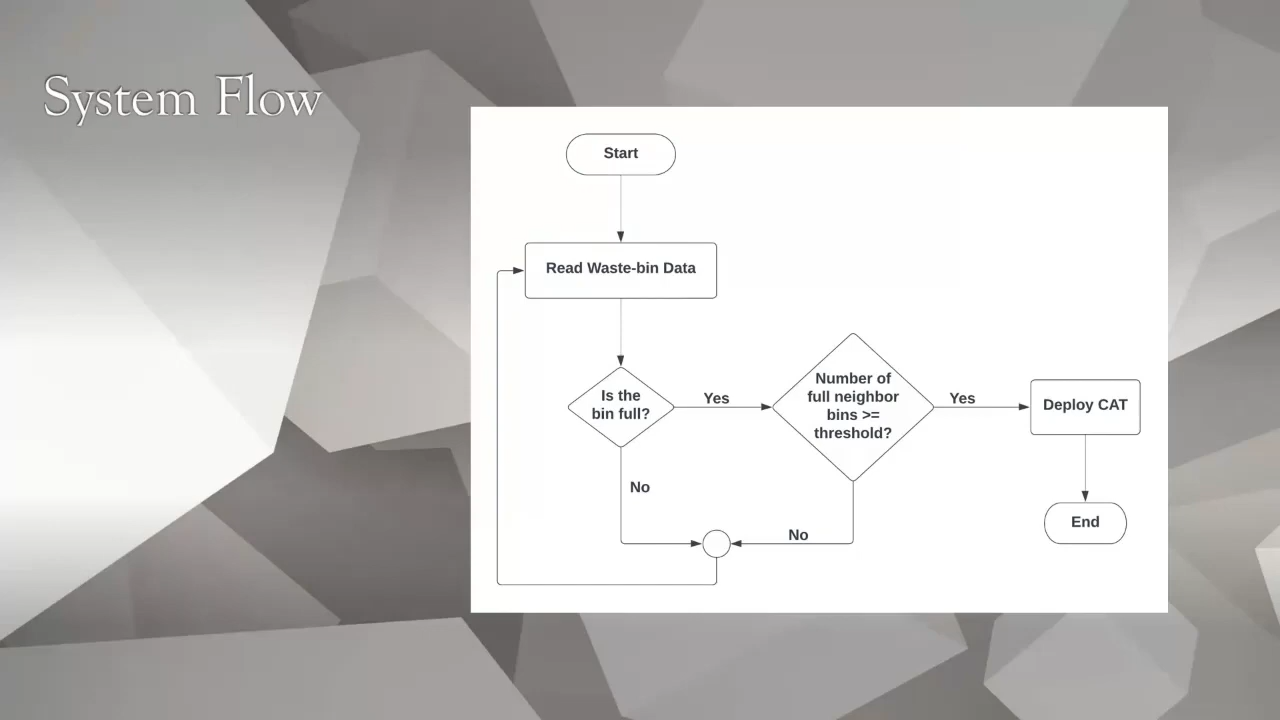 System Flow
Start
Read Waste-bin Data
Is the
bin full?
Yes
Number of
full neighbor
bins >=
threshold?
Yes
Deploy CAT
No
No
End